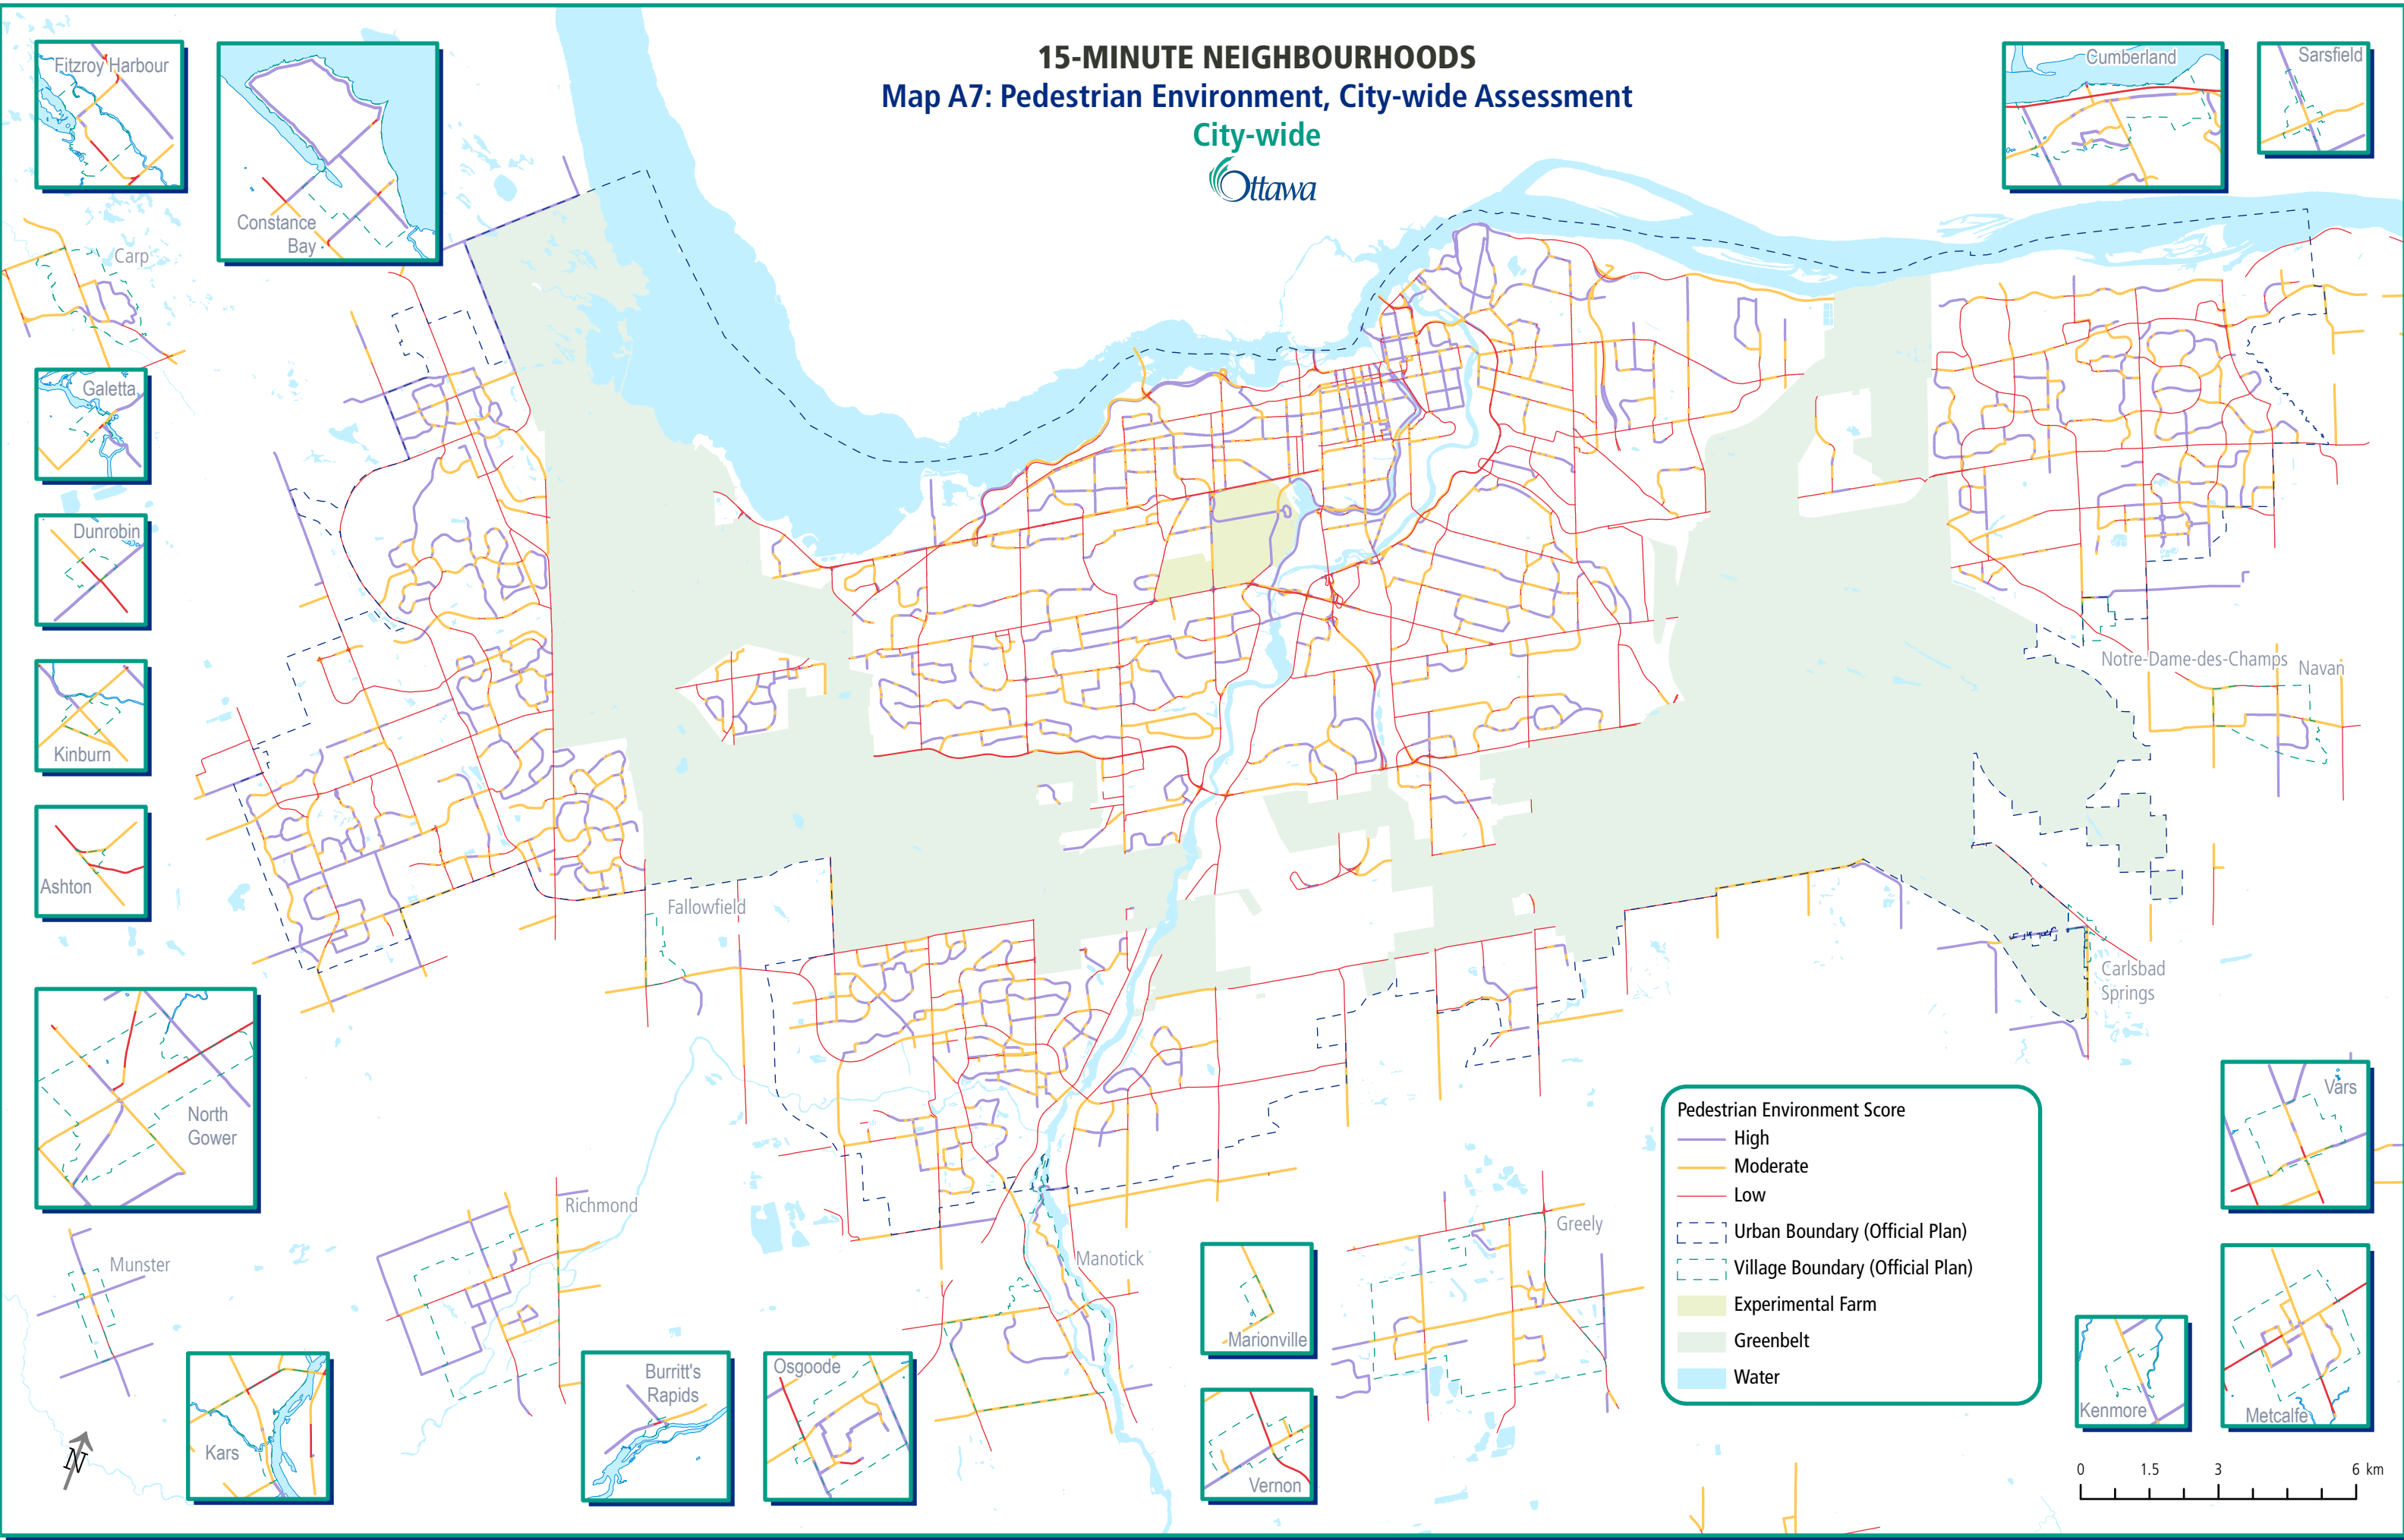 15-MINUTE NEIGHBOURHOODS
Map A7: Pedestrian Environment, City-wide Assessment
City-wide
Ottawa
Fitzroy Harbour
Constance
Bay
Cumberland
Sarsfield
Carp
Galetta
Dunrobin
Kinburn
Ashton
Notre-Dame-des-Champs
Navan
Fallowfield
Carlsbad
Springs
North
Gower
Vars
Richmond
Greely
Munster
Manotick
Marionville
Kenmore
Metcalfe
Kars
Burritt's
Rapids
Osgoode
Vernon
Pedestrian Environment Score
High
Moderate
Low
Urban Boundary (Official Plan)
Village Boundary (Official Plan)
Experimental Farm
Greenbelt
Water
N
0 1.5 3 6 km